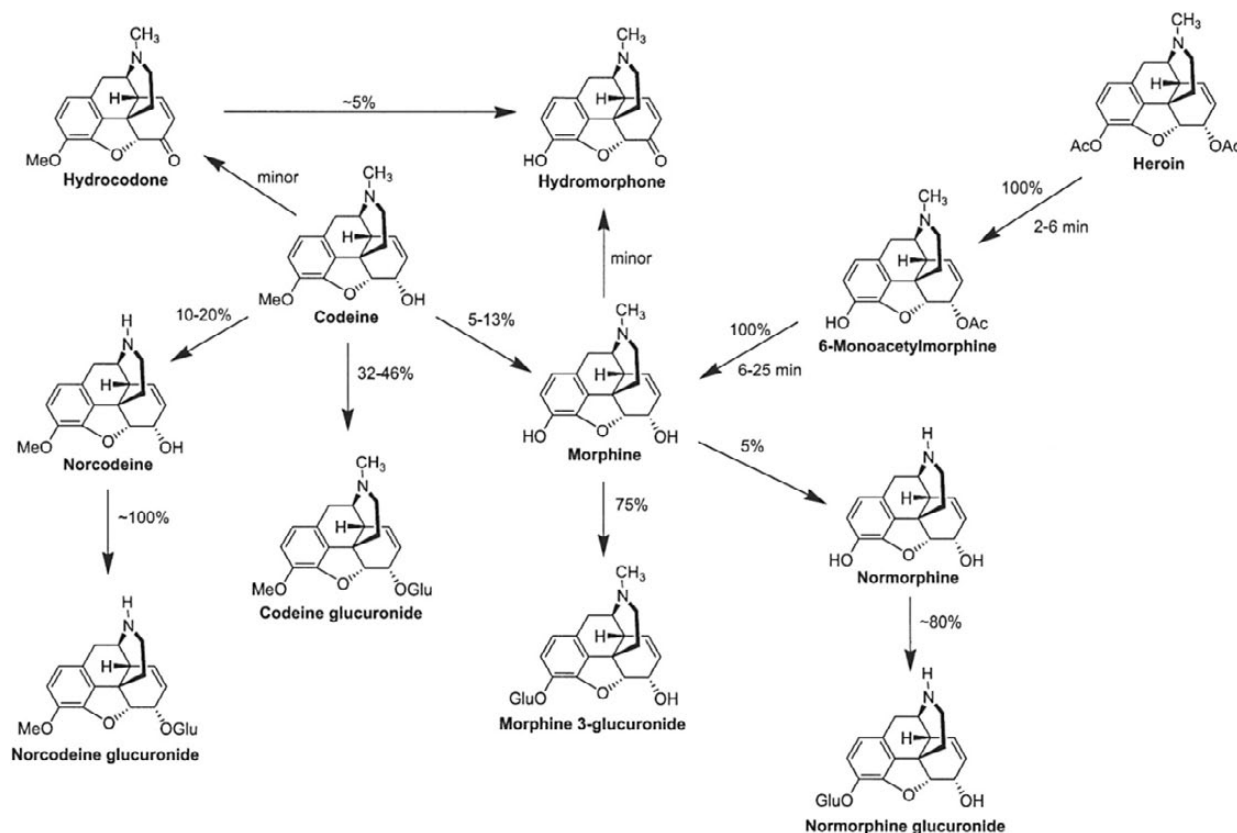 CH3
N
H
MeO
O
O
Hydrocodone
~5%
CH3
N
H
HO
O
O
Hydromorphone
CH3
N
H
AcO
O
OAc
Heroin
minor
CH3
N
H
MeO
O
OH
Codeine
minor
100%
2-6 min
CH3
N
H
HO
O
OAc
6-Monoacetylmorphine
10-20%
5-13%
32-46%
100%
6-25 min
H
N
H
MeO
O
OH
Norcodeine
CH3
N
H
HO
O
OH
Morphine
5%
~100%
CH3
N
H
MeO
O
OGlu
Codeine glucuronide
75%
H
N
H
HO
O
OH
Normorphine
H
N
H
MeO
O
OGlu
Norcodeine glucuronide
CH3
N
H
GluO
O
OH
Morphine 3-glucuronide
~80%
H
N
H
GluO
O
OH
Normorphine glucuronide